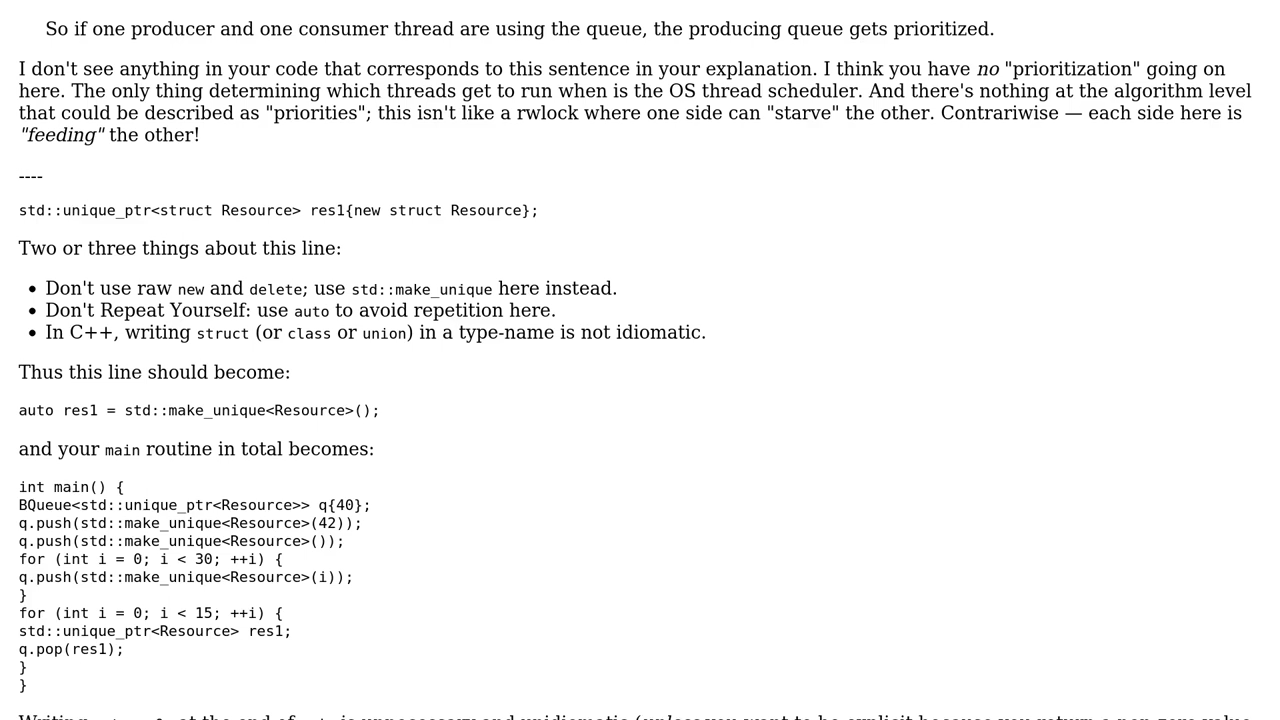 So if one producer and one consumer thread are using the queue, the producing queue gets prioritized.
I don't see anything in your code that corresponds to this sentence in your explanation. I think you have no "prioritization" going on
here. The only thing determining which threads get to run when is the OS thread scheduler. And there's nothing at the algorithm level
that could be described as "priorities"; this isn't like a rwlock where one side can "starve" the other. Contrariwise — each side here is
"feeding" the other!
----
std::unique_ptr<struct Resource> res1{new struct Resource};
Two or three things about this line:
• Don't use raw new and delete; use std::make_unique here instead.
• Don't Repeat Yourself: use auto to avoid repetition here.
• In C++, writing struct (or class or union) in a type-name is not idiomatic.
Thus this line should become:
auto res1 = std::make_unique<Resource>();
and your main routine in total becomes:
int main() {
BQueue<std::unique_ptr<Resource>> q{40};
q.push(std::make_unique<Resource>(42));
q.push(std::make_unique<Resource>());
for (int i = 0; i < 30; ++i) {
q.push(std::make_unique<Resource>(i));
}
for (int i = 0; i < 15; ++i) {
std::unique_ptr<Resource> res1;
q.pop(res1);
}
}